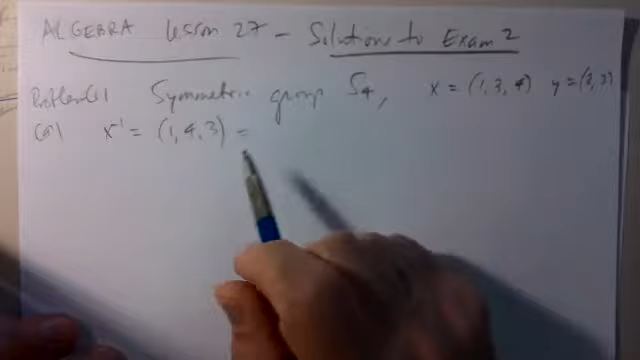 ALGEBRA Lesson 27 - Solutions to Exam 2
Problem 1 Symmetric group S4, x = (1, 3, 4) y = (2, 3)
(a) x⁻¹ = (1, 4, 3) =